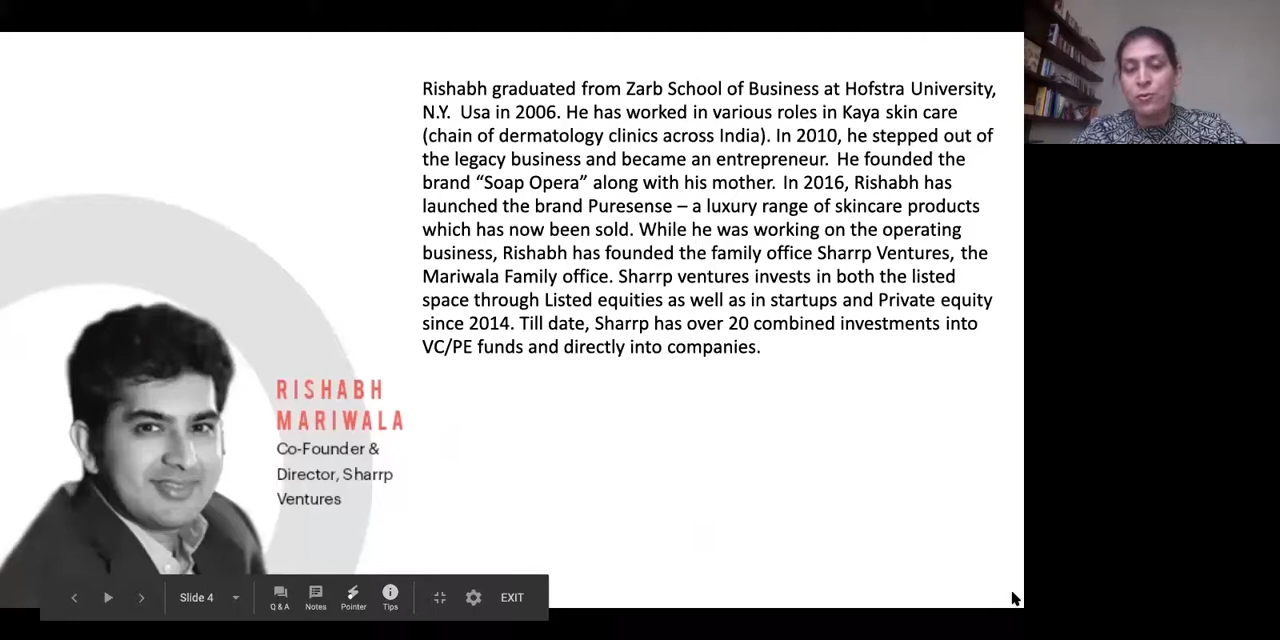 Rishabh graduated from Zarb School of Business at Hofstra University,
N.Y. Usa in 2006. He has worked in various roles in Kaya skin care
(chain of dermatology clinics across India). In 2010, he stepped out of
the legacy business and became an entrepreneur. He founded the
brand “Soap Opera” along with his mother. In 2016, Rishabh has
launched the brand Puresense – a luxury range of skincare products
which has now been sold. While he was working on the operating
business, Rishabh has founded the family office Sharrp Ventures, the
Mariwala Family office. Sharrp ventures invests in both the listed
space through Listed equities as well as in startups and Private equity
since 2014. Till date, Sharrp has over 20 combined investments into
VC/PE funds and directly into companies.
RISHABH
MARIWALA
Co-Founder &
Director, Sharrp
Ventures
Slide 4
Q & A
Notes
Pointer
Tips
EXIT